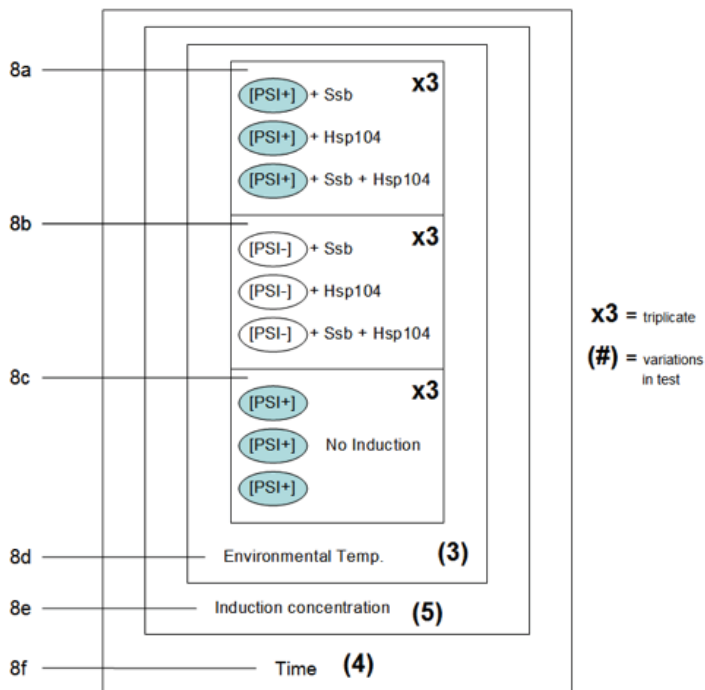 8a
x3
[PSI+] + Ssb
[PSI+] + Hsp104
[PSI+] + Ssb + Hsp104
8b
x3
[PSI-] + Ssb
[PSI-] + Hsp104
[PSI-] + Ssb + Hsp104
8c
x3
[PSI+]
[PSI+] No Induction
[PSI+]
8d Environmental Temp. (3)
8e Induction concentration (5)
8f Time (4)
x3 = triplicate
(#) = variations
in test